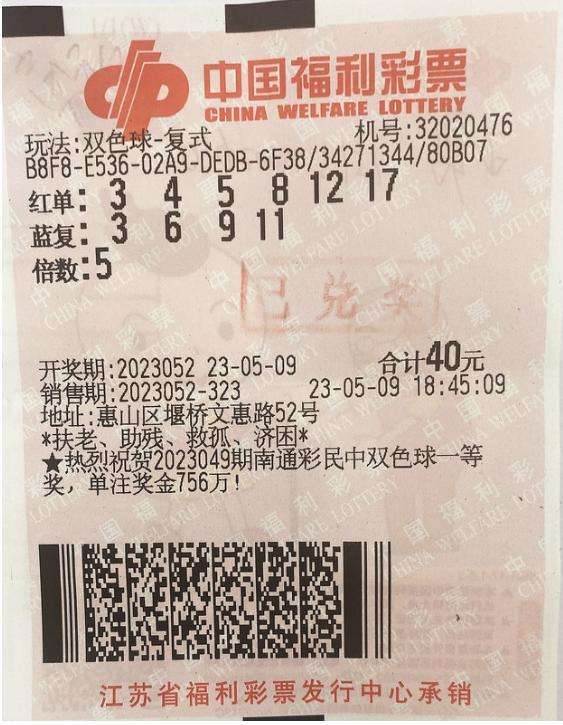 中国福利彩票
CHINA WELFARE LOTTERY
玩法:双色球-复式 机号:32020476
B8F8-E536-02A9-DEDB-6F38/34271344/80B07
红单: 3 4 5 8 12 17
蓝复: 3 6 9 11
倍数:5
已兑奖
开奖期:2023052 23-05-09 合计40元
销售期:2023052-323 23-05-09 18:45:09
地址:惠山区堰桥文惠路52号
*扶老、助残、救孤、济困*
★热烈祝贺2023049期南通彩民中双色球一等
奖，单注奖金756万!
江苏省福利彩票发行中心承销